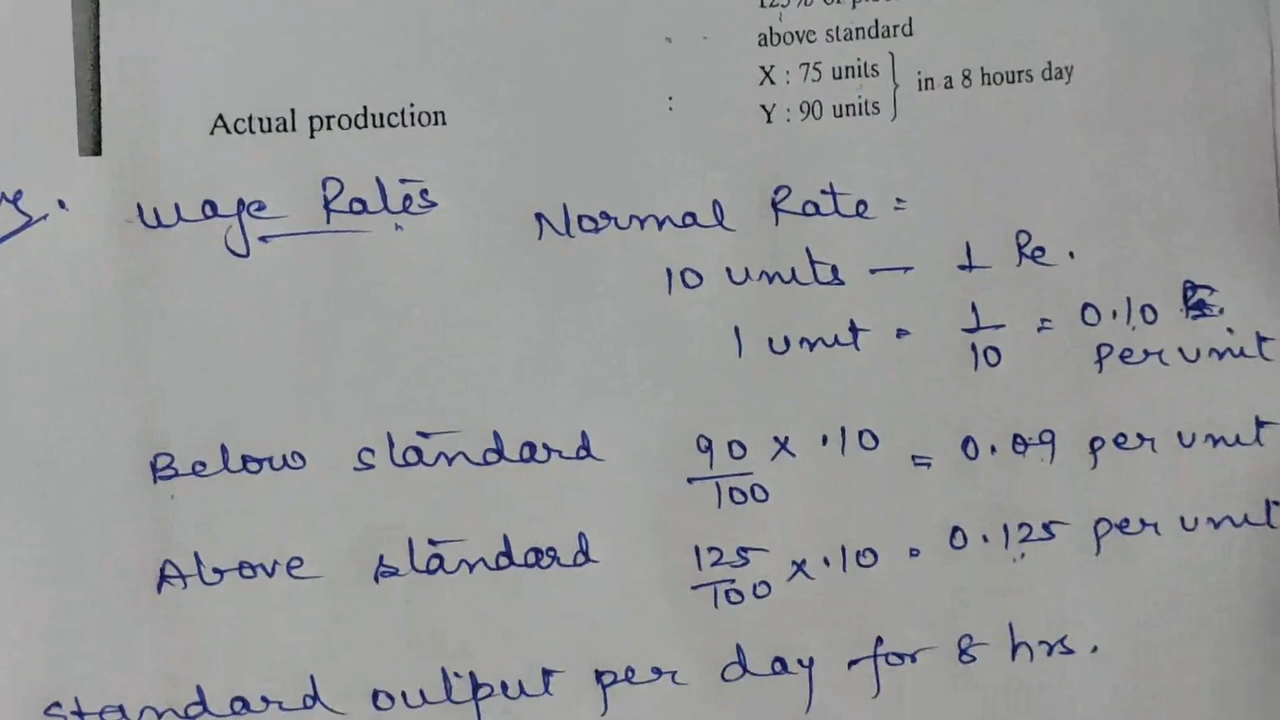 125% of
above standard
X : 75 units
in a 8 hours day
Actual production : Y : 90 units
Wage Rates Normal Rate =
10 units — 1 Re.
1 unit = 1/10 = 0.10
per unit
Below standard 90/100 x .10 = 0.09 per unit
Above standard 125/100 x .10 = 0.125 per unit
standard output per day for 8 hrs.